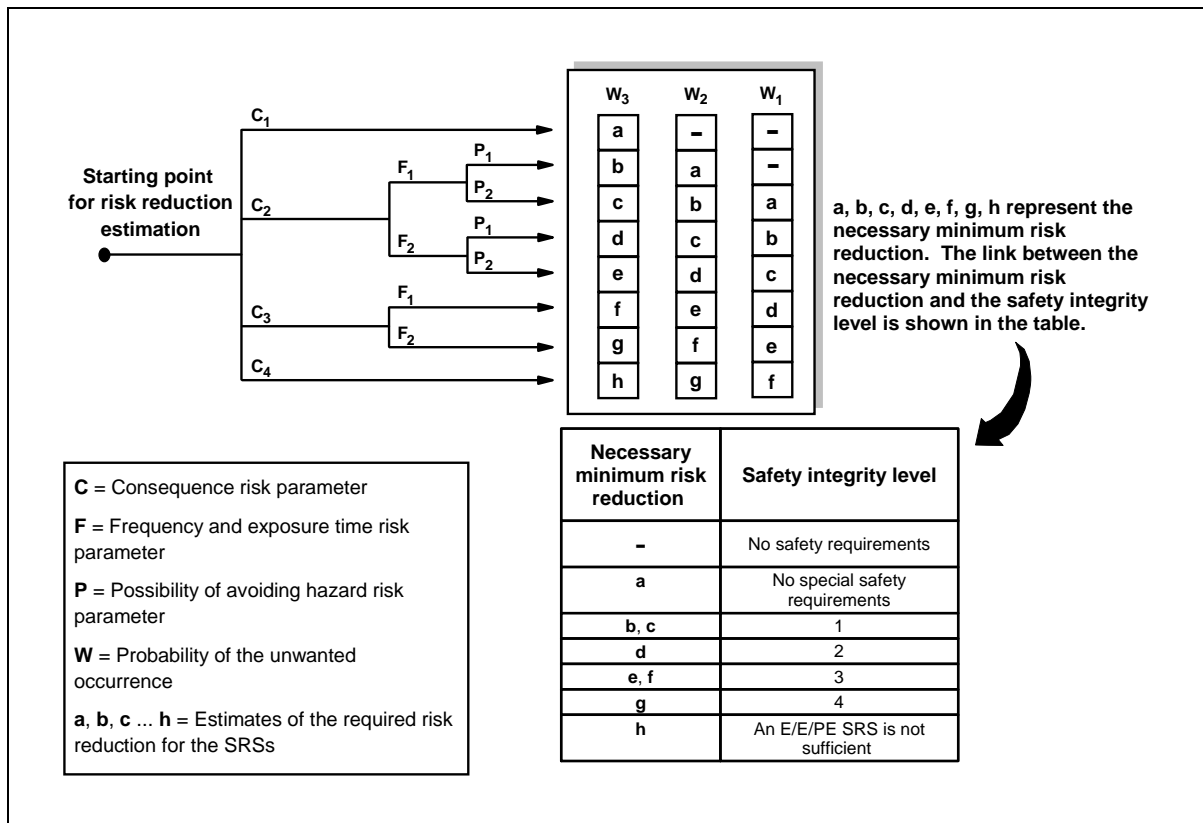 W3 W2 W1
C1
a - -
Starting point
for risk reduction
estimation
F1
P1
b a -
P2
c b a
C2
F2
P1
d c b
P2
e d c
C3
F1
f e d
F2
g f e
C4
h g f
a, b, c, d, e, f, g, h represent the
necessary minimum risk
reduction. The link between the
necessary minimum risk
reduction and the safety integrity
level is shown in the table.
C = Consequence risk parameter
F = Frequency and exposure time risk
parameter
P = Possibility of avoiding hazard risk
parameter
W = Probability of the unwanted
occurrence
a, b, c ... h = Estimates of the required risk
reduction for the SRSs
Necessary
minimum risk
reduction
Safety integrity level
- No safety requirements
a No special safety
requirements
b, c 1
d 2
e, f 3
g 4
h An E/E/PE SRS is not
sufficient